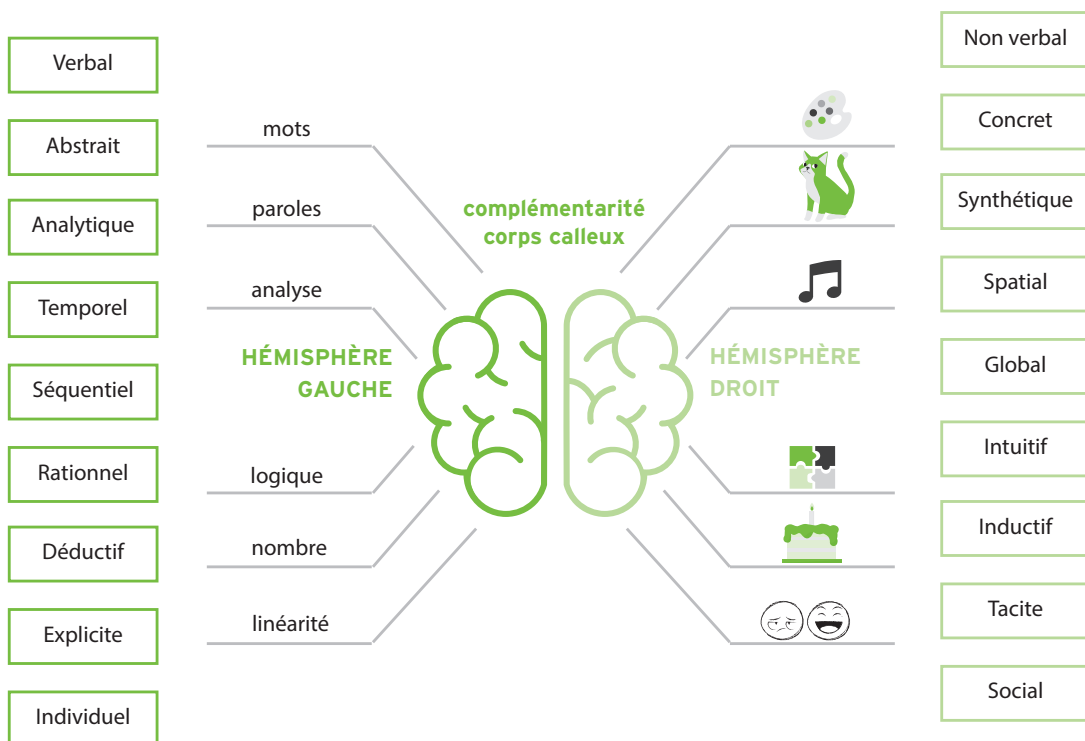 Verbal
Abstrait
Analytique
Temporel
Séquentiel
Rationnel
Déductif
Explicite
Individuel
mots
paroles
analyse
HÉMISPHÈRE
GAUCHE
logique
nombre
linéarité
complémentarité
corps calleux
HÉMISPHÈRE
DROIT
Non verbal
Concret
Synthétique
Spatial
Global
Intuitif
Inductif
Tacite
Social